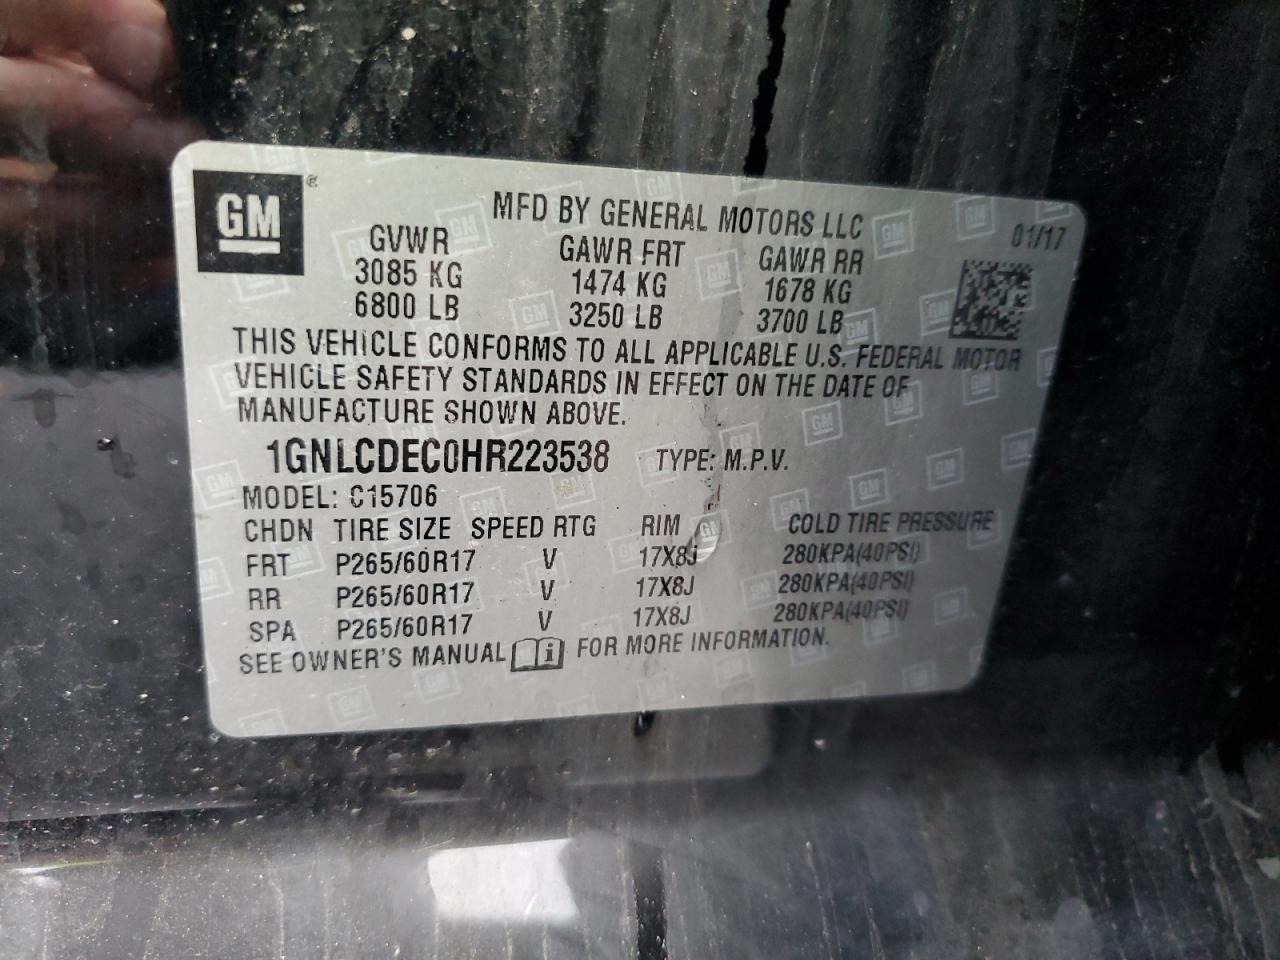 GM
MFD BY GENERAL MOTORS LLC 01/17
GVWR GAWR FRT GAWR RR
3085 KG 1474 KG 1678 KG
6800 LB 3250 LB 3700 LB
THIS VEHICLE CONFORMS TO ALL APPLICABLE U.S. FEDERAL MOTOR
VEHICLE SAFETY STANDARDS IN EFFECT ON THE DATE OF
MANUFACTURE SHOWN ABOVE.
1GNLCDEC0HR223538 TYPE: M.P.V.
MODEL: C15706
CHDN TIRE SIZE SPEED RTG RIM COLD TIRE PRESSURE
FRT P265/60R17 V 17X8J 280KPA(40PSI)
RR P265/60R17 V 17X8J 280KPA(40PSI)
SPA P265/60R17 V 17X8J 280KPA(40PSI)
SEE OWNER'S MANUAL i FOR MORE INFORMATION.